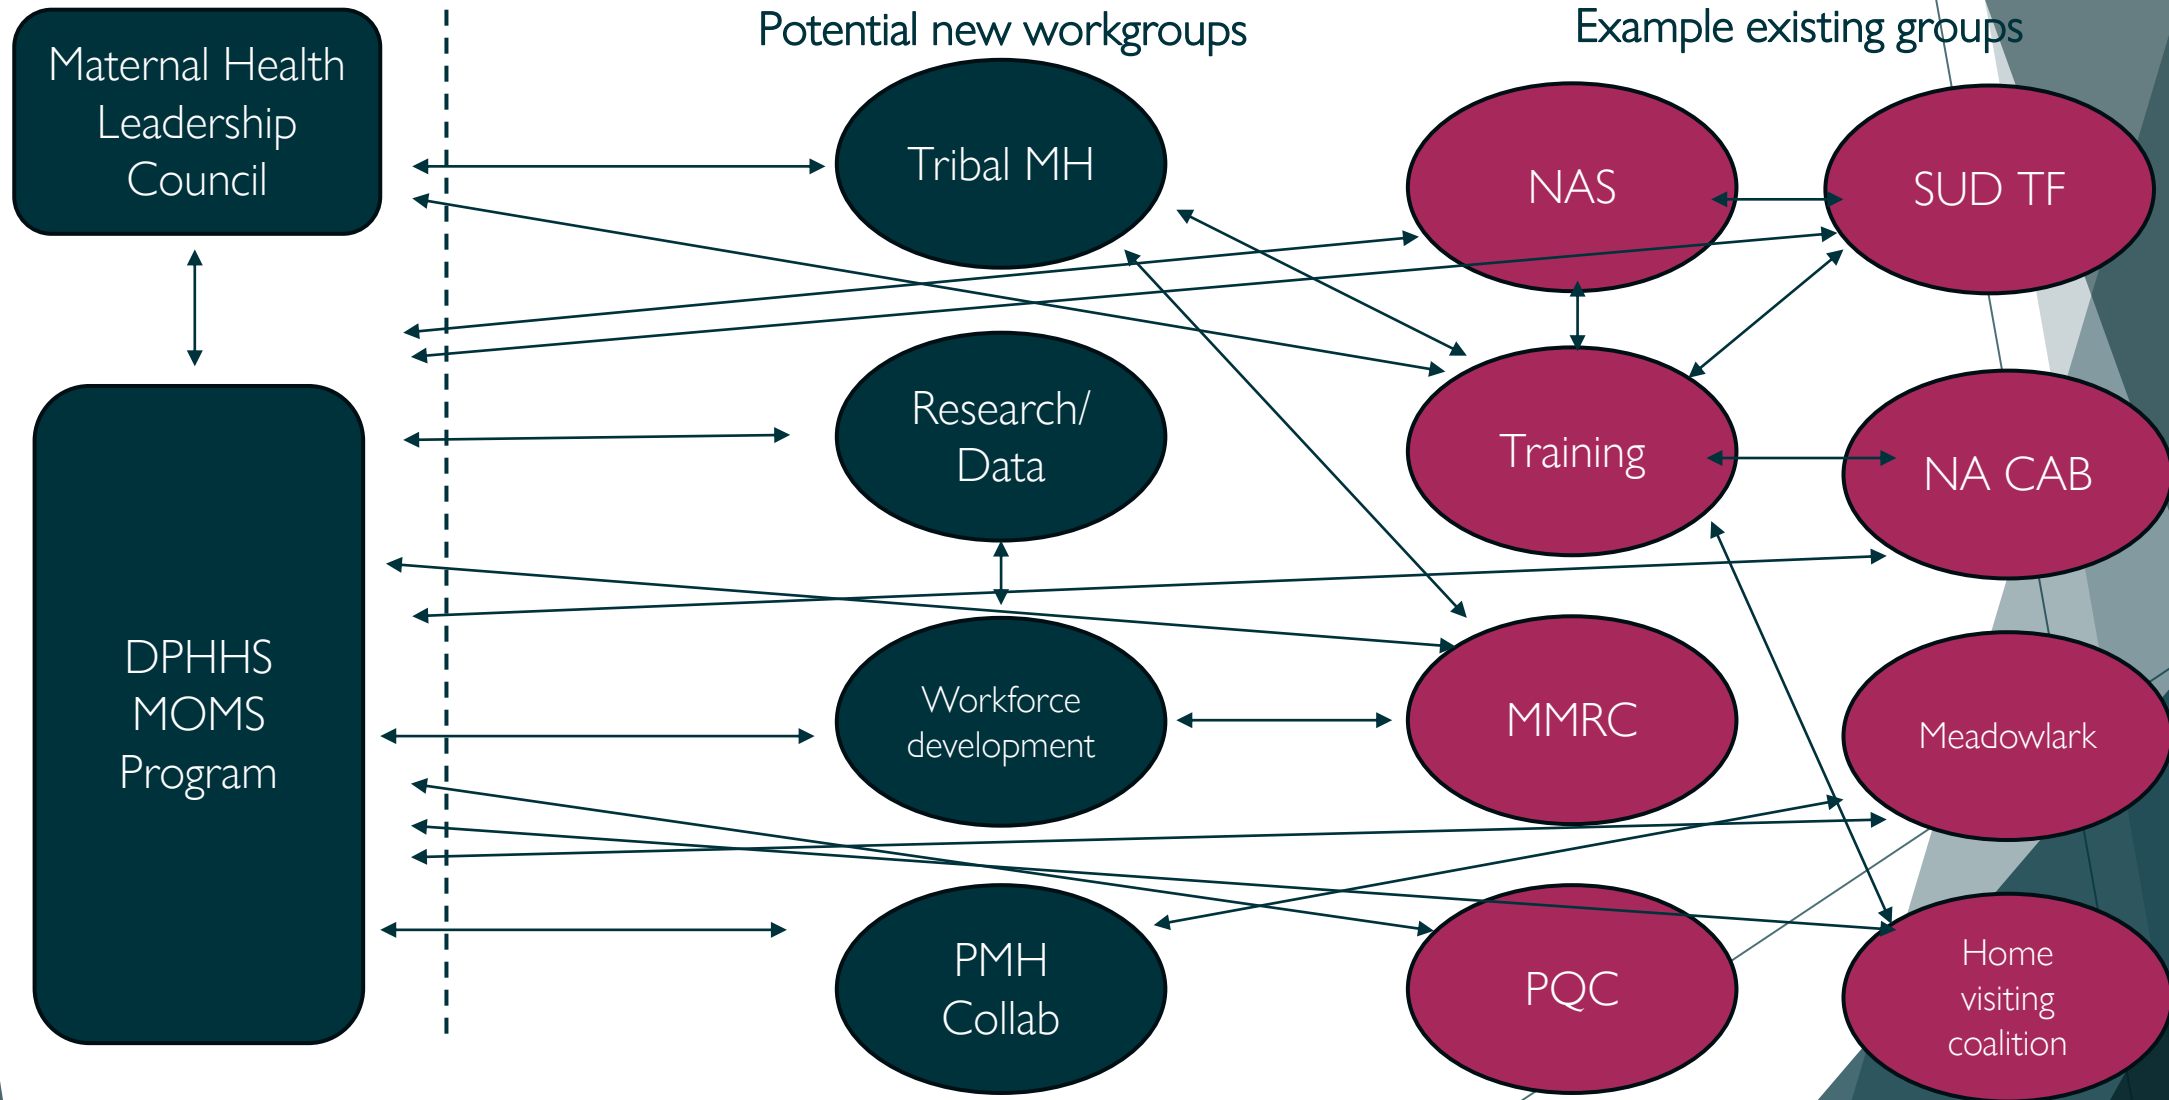 Maternal Health
Leadership
Council
DPHHS
MOMS
Program
Potential new workgroups
Tribal MH
Research/
Data
Workforce
development
PMH
Collab
Example existing groups
NAS
SUD TF
Training
NA CAB
MMRC
Meadowlark
PQC
Home
visiting
coalition